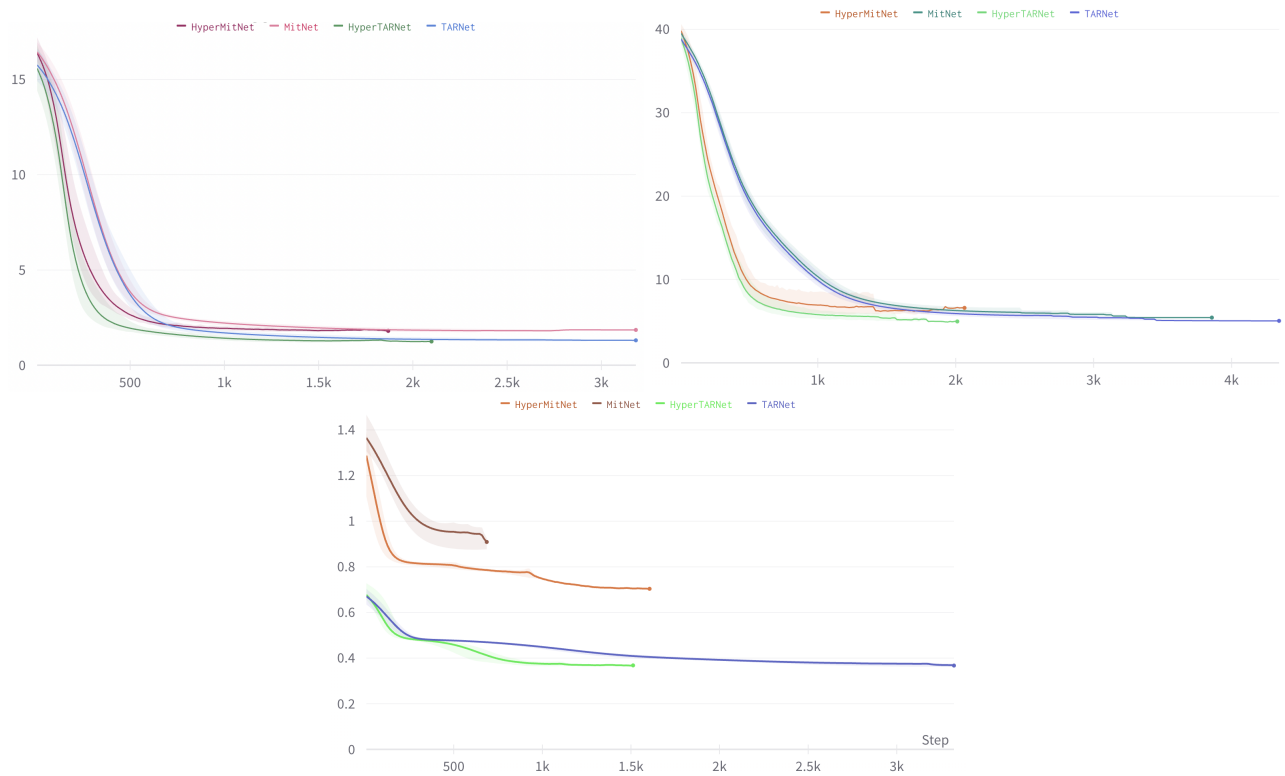 HyperMitNet MitNet HyperTARNet TARNet
15
10
5
0
500 1k 1.5k 2k 2.5k 3k
HyperMitNet MitNet HyperTARNet TARNet
40
30
20
10
0
1k 2k 3k 4k
HyperMitNet MitNet HyperTARNet TARNet
1.4
1.2
1
0.8
0.6
0.4
0.2
0
Step
500 1k 1.5k 2k 2.5k 3k